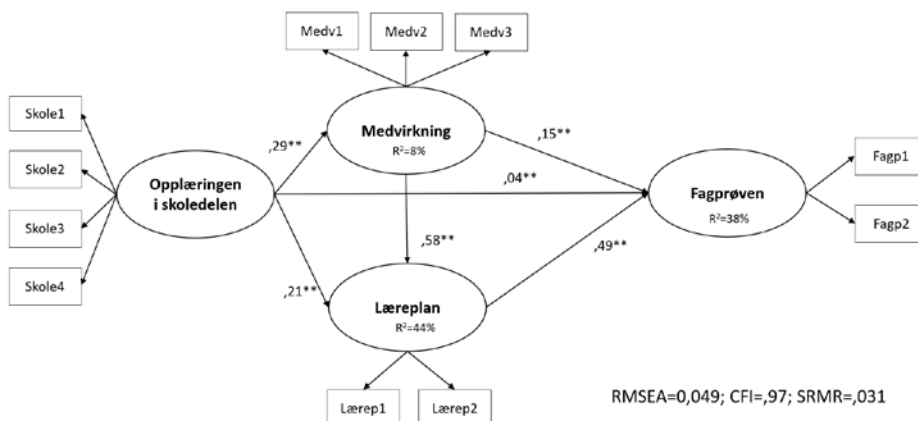 Medv1
Medv2
Medv3
Skole1
Skole2
Skole3
Skole4
Opplæringen
i skoledelen
,29**
Medvirkning
R²=8%
,15**
,04**
,58**
,21**
Læreplan
R²=44%
,49**
Fagprøven
R²=38%
Fagp1
Fagp2
Lærep1
Lærep2
RMSEA=0,049; CFI=,97; SRMR=,031